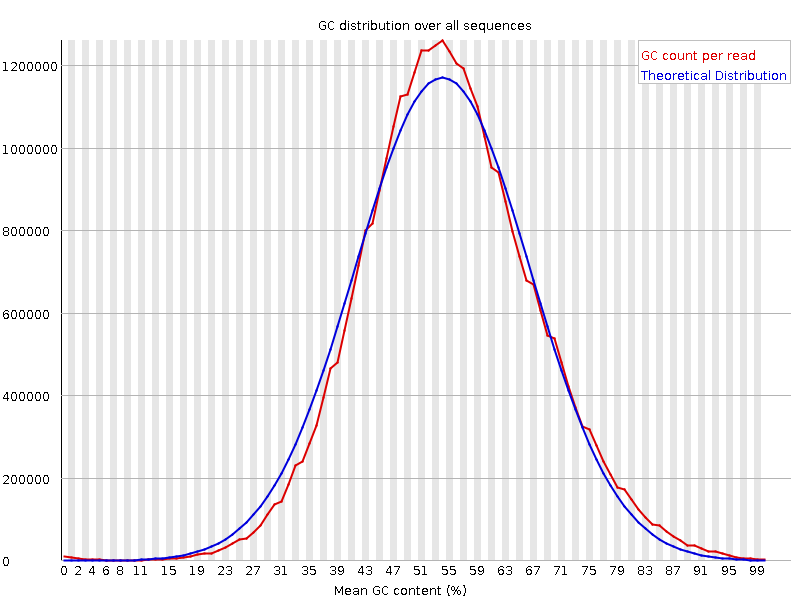 GC distribution over all sequences
GC count per read
Theoretical Distribution
1200000
1000000
800000
600000
400000
200000
0
0 2 4 6 8 11 15 19 23 27 31 35 39 43 47 51 55 59 63 67 71 75 79 83 87 91 95 99
Mean GC content (%)